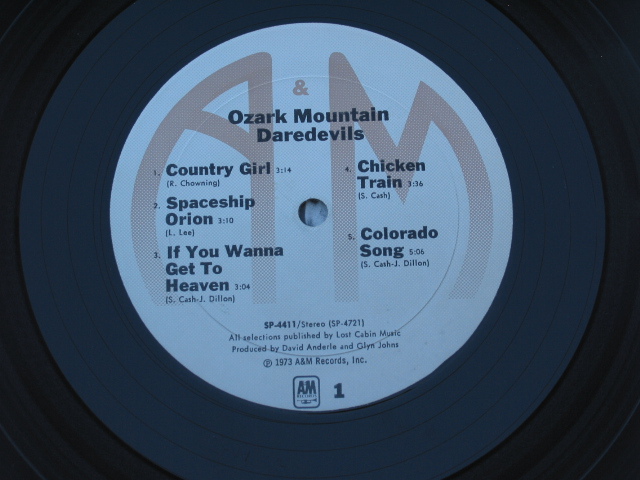 &
Ozark Mountain
Daredevils
1. Country Girl 3:14
(R. Chowning)
2. Spaceship
Orion 3:10
(L. Lee)
3. If You Wanna
Get To
Heaven 3:04
(S. Cash-J. Dillon)
4. Chicken
Train 3:36
(S. Cash)
5. Colorado
Song 5:06
(S. Cash-J. Dillon)
SP-4411/Stereo (SP-4721)
All selections published by Lost Cabin Music
Produced by David Anderle and Glyn Johns
℗ 1973 A&M Records, Inc.
A&M
RECORDS
1